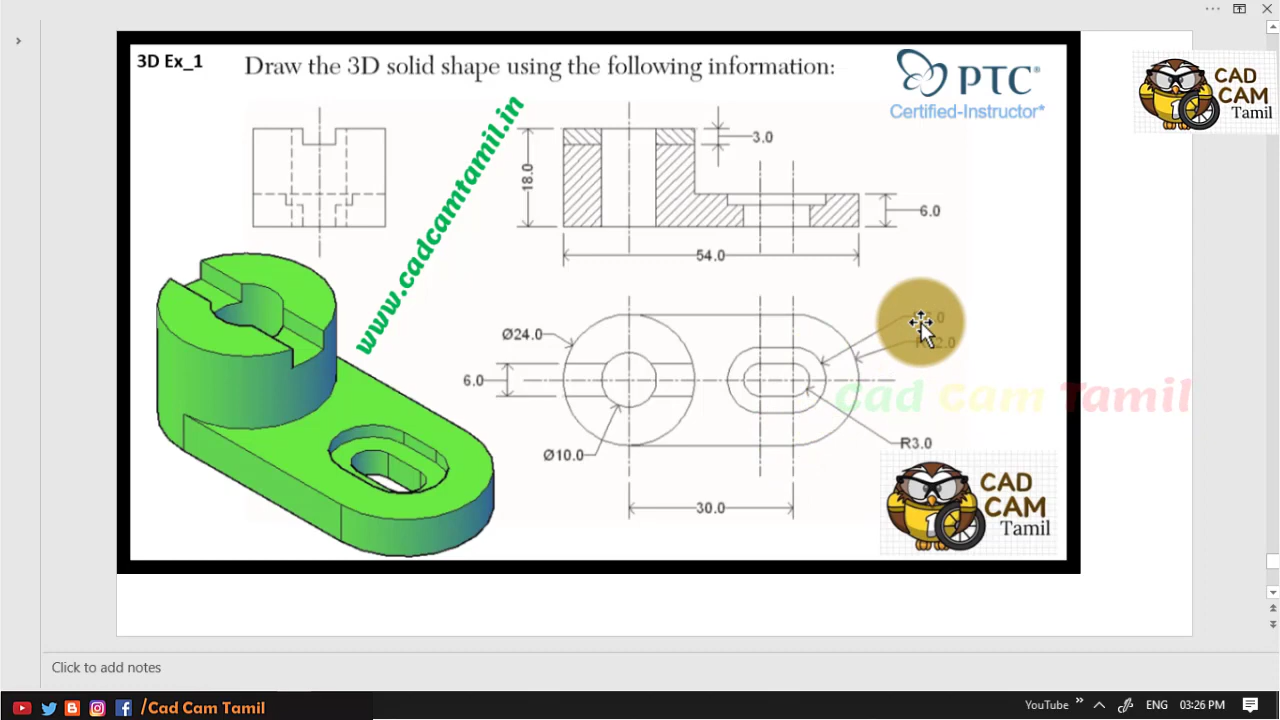 3D Ex_1
Draw the 3D solid shape using the following information:
PTC®
Certified-Instructor*
CAD
CAM
Tamil
www.cadcamtamil.in
18.0
3.0
6.0
54.0
Ø24.0
6.0
Ø10.0
R3.0
30.0
Cad Cam Tamil
CAD
CAM
Tamil
Click to add notes
/Cad Cam Tamil
YouTube
ENG
03:26 PM